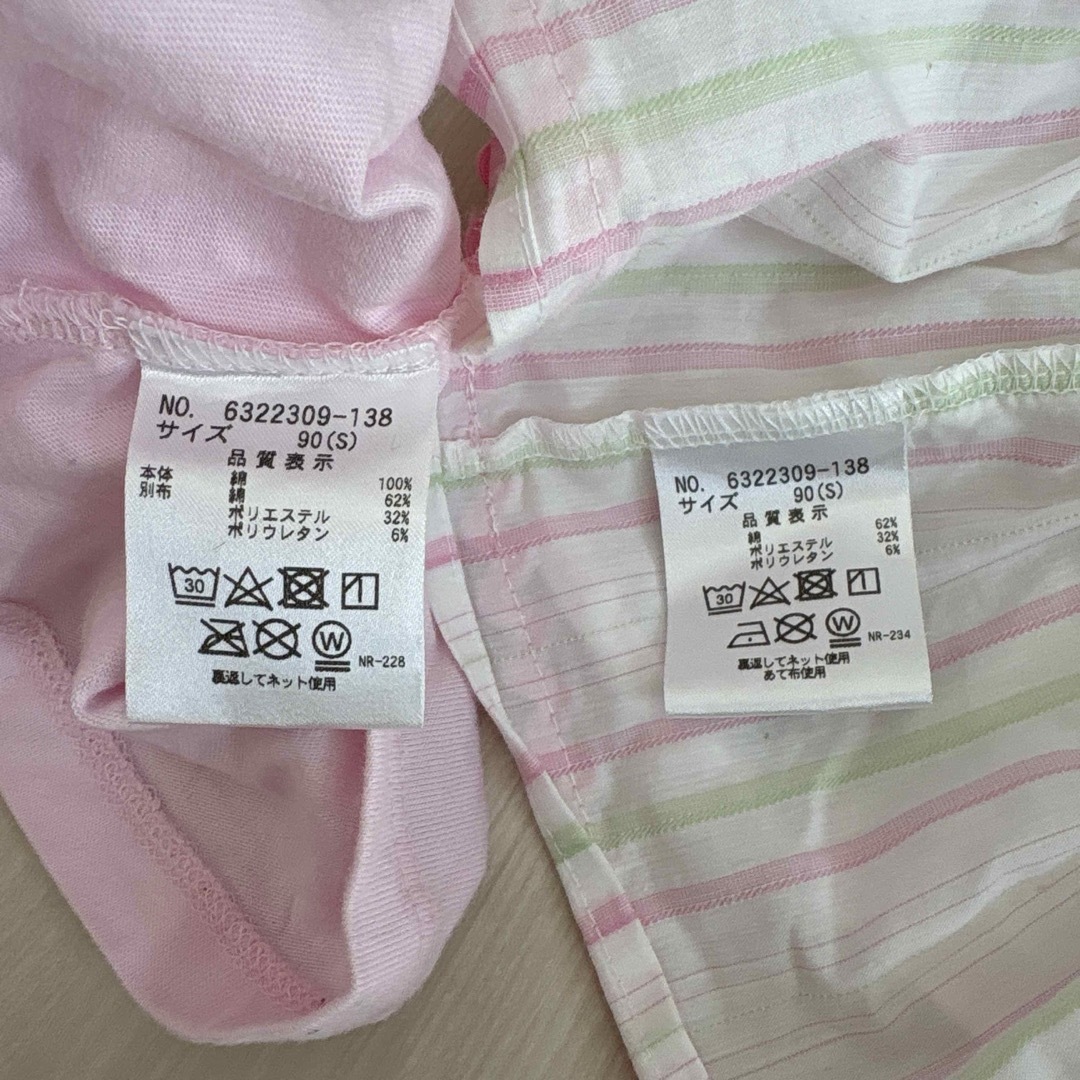 NO. 6322309-138
サイズ 90(S)
品質表示
本体 綿 100%
別布 綿 62%
ポリエステル 32%
ポリウレタン 6%
30 1
W NR-228
裏返してネット使用
NO. 6322309-138
サイズ 90(S)
品質表示
綿 62%
ポリエステル 32%
ポリウレタン 6%
30 1
W NR-234
裏返してネット使用
あて布使用